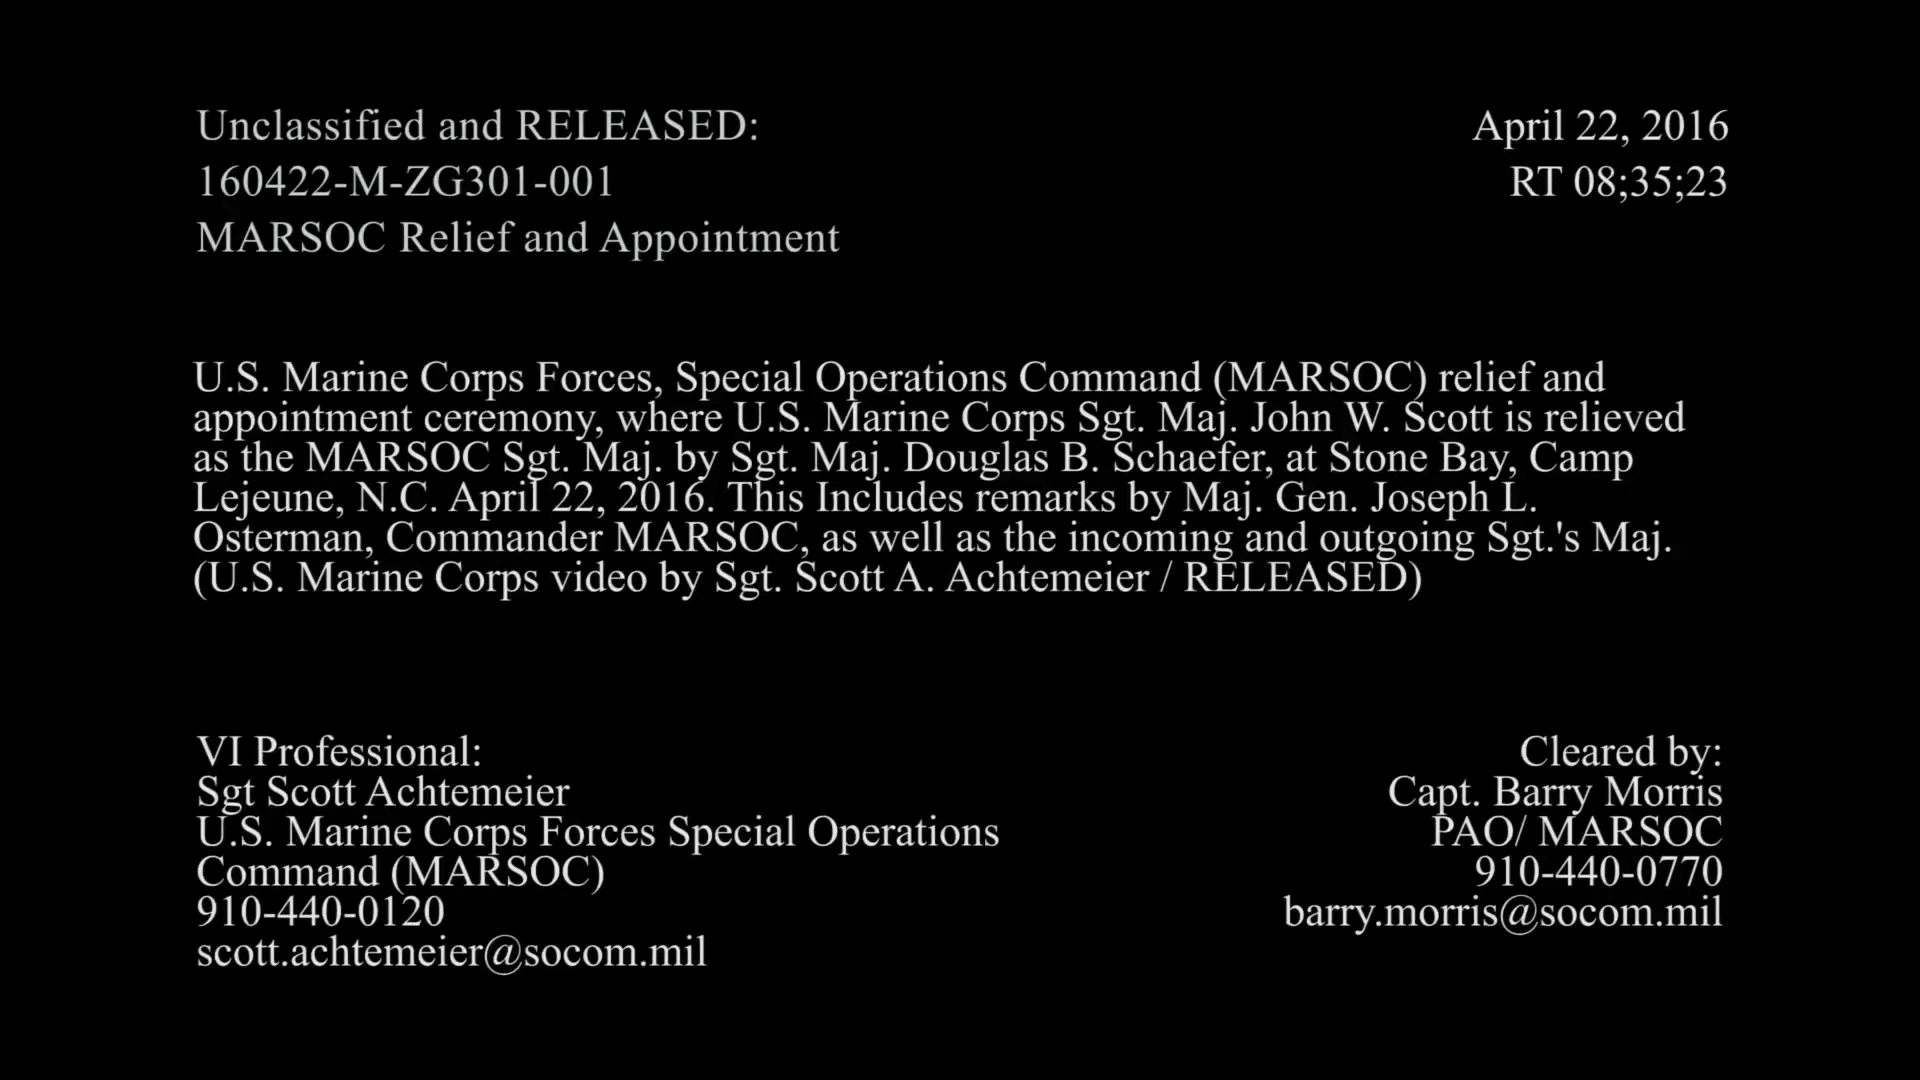 Unclassified and RELEASED:
160422-M-ZG301-001
MARSOC Relief and Appointment
April 22, 2016
RT 08;35;23
U.S. Marine Corps Forces, Special Operations Command (MARSOC) relief and
appointment ceremony, where U.S. Marine Corps Sgt. Maj. John W. Scott is relieved
as the MARSOC Sgt. Maj. by Sgt. Maj. Douglas B. Schaefer, at Stone Bay, Camp
Lejeune, N.C. April 22, 2016. This Includes remarks by Maj. Gen. Joseph L.
Osterman, Commander MARSOC, as well as the incoming and outgoing Sgt.'s Maj.
(U.S. Marine Corps video by Sgt. Scott A. Achtemeier / RELEASED)
VI Professional:
Sgt Scott Achtemeier
U.S. Marine Corps Forces Special Operations
Command (MARSOC)
910-440-0120
scott.achtemeier@socom.mil
Cleared by:
Capt. Barry Morris
PAO/ MARSOC
910-440-0770
barry.morris@socom.mil